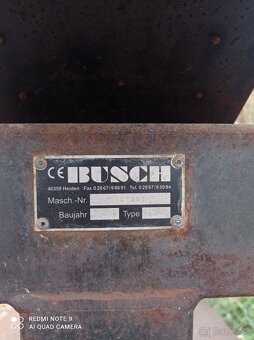 CE BUSCH
46359 Heiden · Fax 0 28 67/9 06 91 · Tel. 0 28 67/9 50 84
Masch.-Nr.
Baujahr Type
REDMI NOTE 9
AI QUAD CAMERA